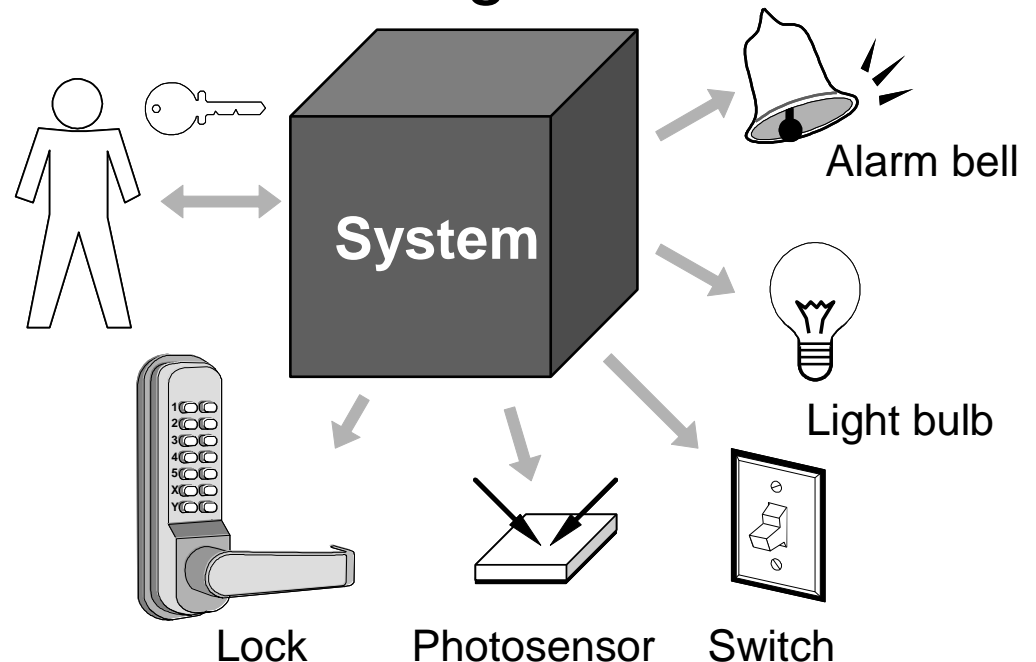 System
Alarm bell
Light bulb
1
2
3
4
5
X
Y
Lock
Photosensor
Switch